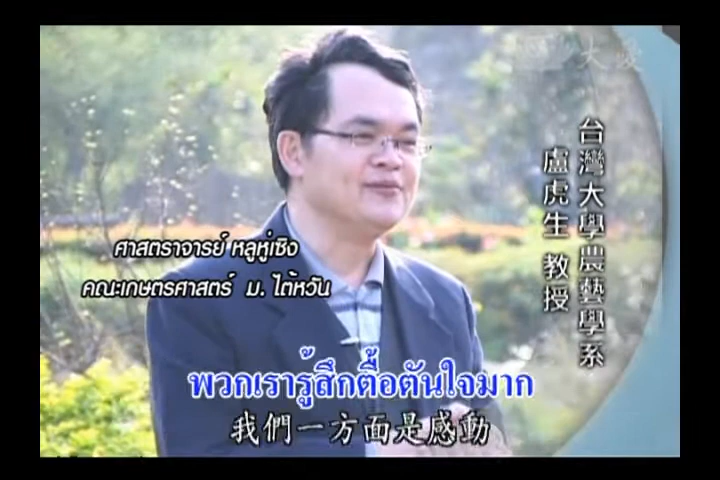 大愛
台灣大學農藝學系
盧虎生 教授
ศาสตราจารย์ หลูหู่เซิง
คณะเกษตรศาสตร์ ม. ไต้หวัน
พวกเรารู้สึกตื้อตันใจมาก
我們一方面是感動